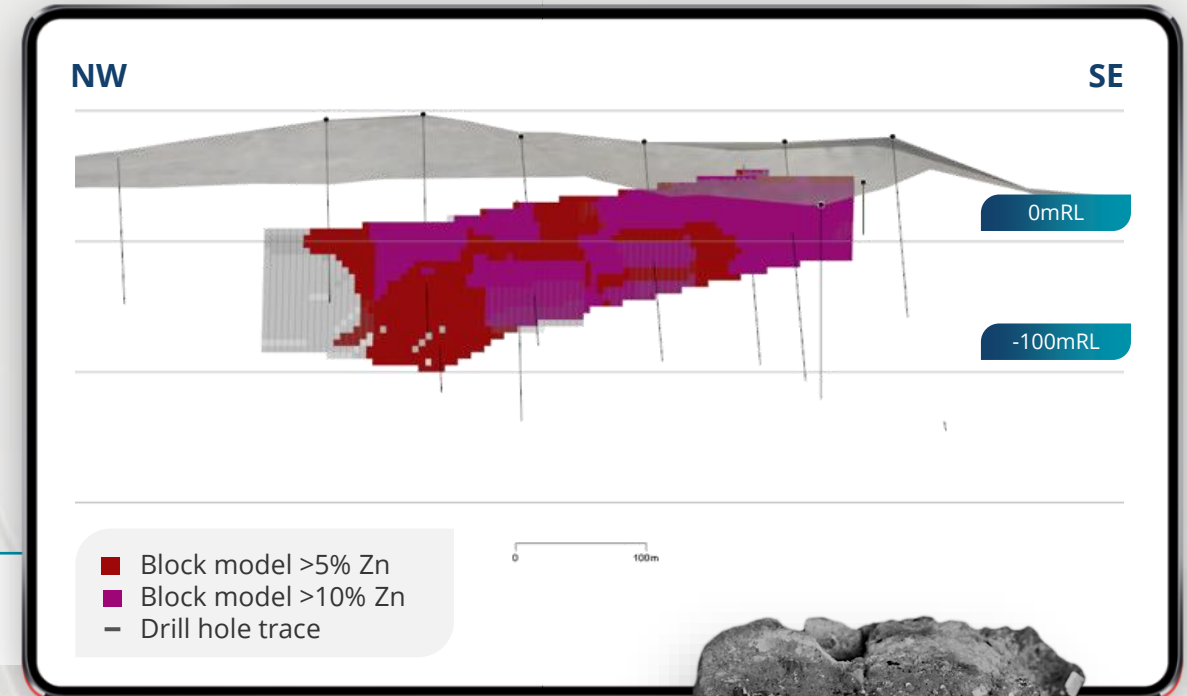 NW
SE
0mRL
-100mRL
0
100m
Block model >5% Zn
Block model >10% Zn
Drill hole trace